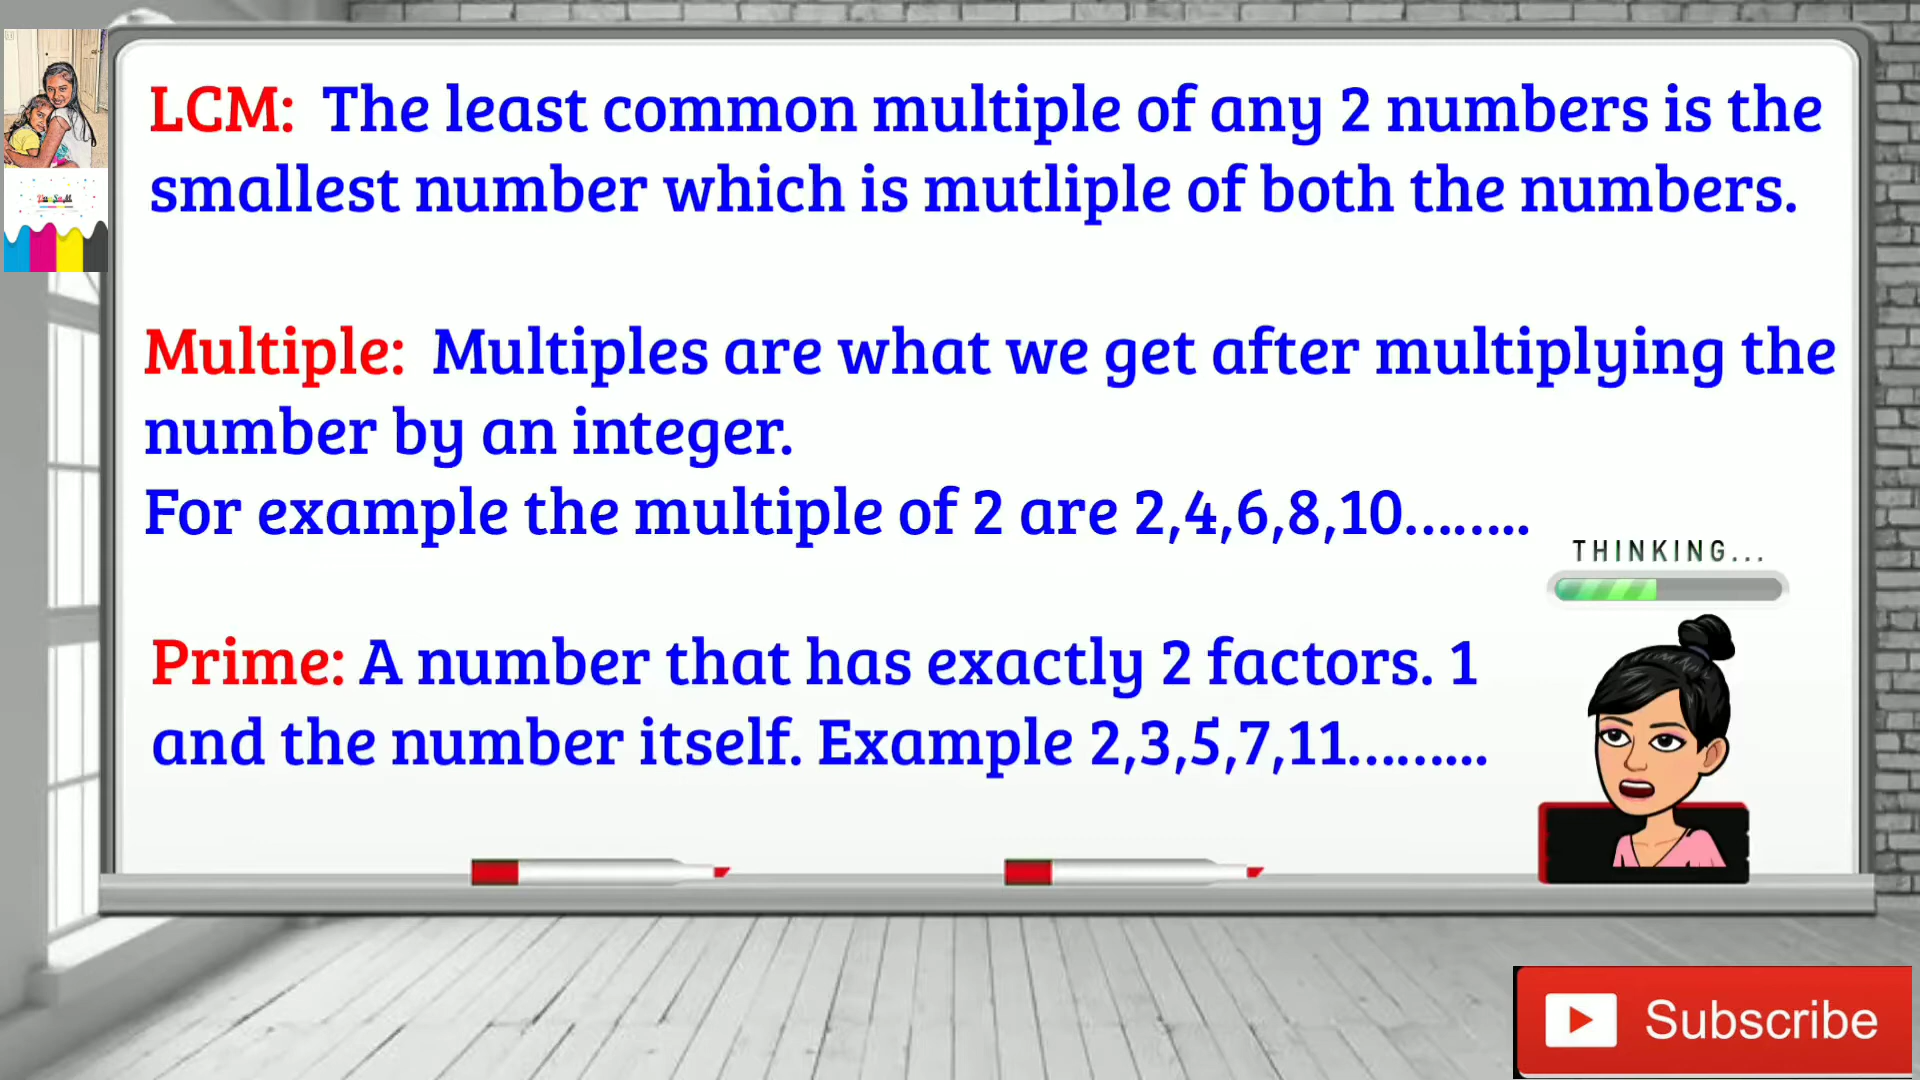 LCM: The least common multiple of any 2 numbers is the
smallest number which is mutliple of both the numbers.
Multiple: Multiples are what we get after multiplying the
number by an integer.
For example the multiple of 2 are 2,4,6,8,10........
THINKING...
Prime: A number that has exactly 2 factors. 1
and the number itself. Example 2,3,5,7,11.........
Subscribe